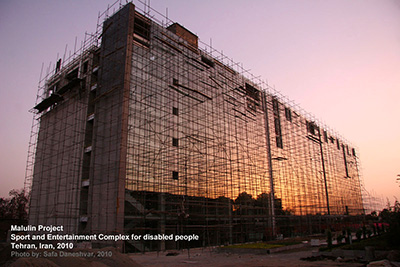 Malulin Project
Sport and Entertainment Complex for disabled people
Tehran, Iran, 2010
Photo by: Safa Daneshvar, 2010